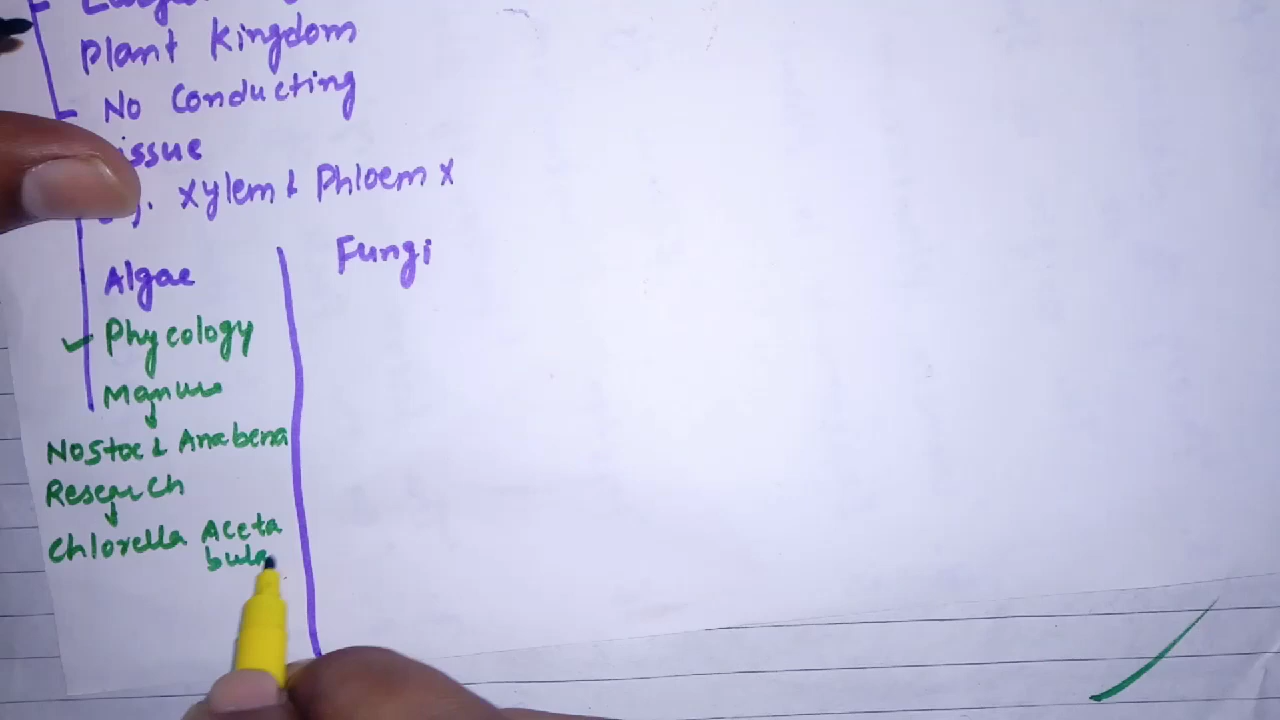 Plant Kingdom
No Conducting
issue
Xylem & Phloem x
Algae
Fungi
Phycology
Nostoc & Anabena
Research
Chlorella Aceta
bula